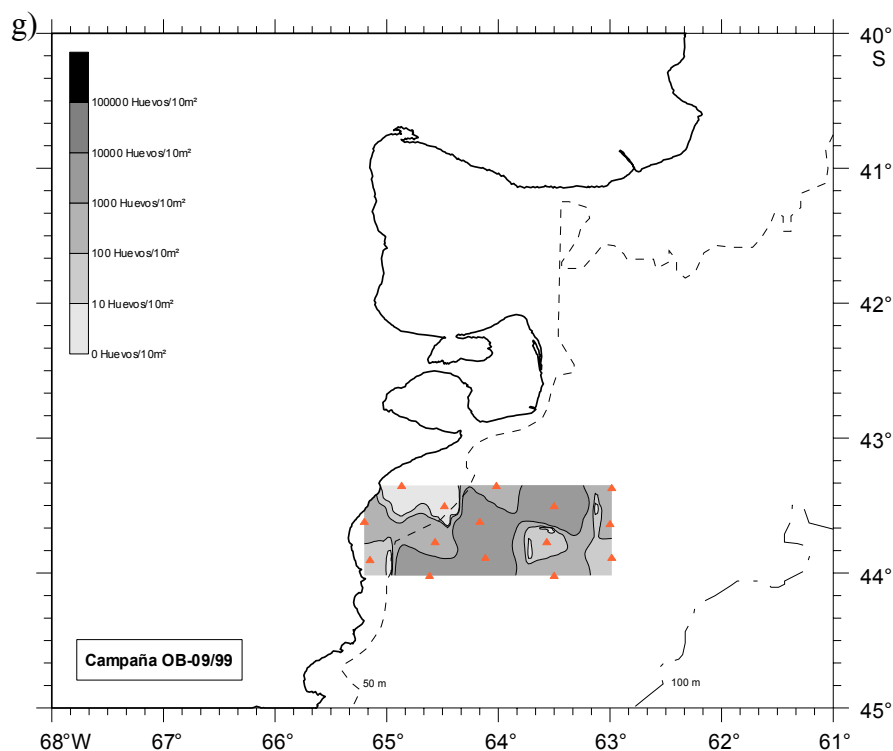 g)
40°
S
100000 Huevos/10m²
10000 Huevos/10m²
1000 Huevos/10m²
100 Huevos/10m²
10 Huevos/10m²
0 Huevos/10m²
41°
42°
43°
44°
Campaña OB-09/99
50 m
100 m
45°
68°W 67° 66° 65° 64° 63° 62° 61°